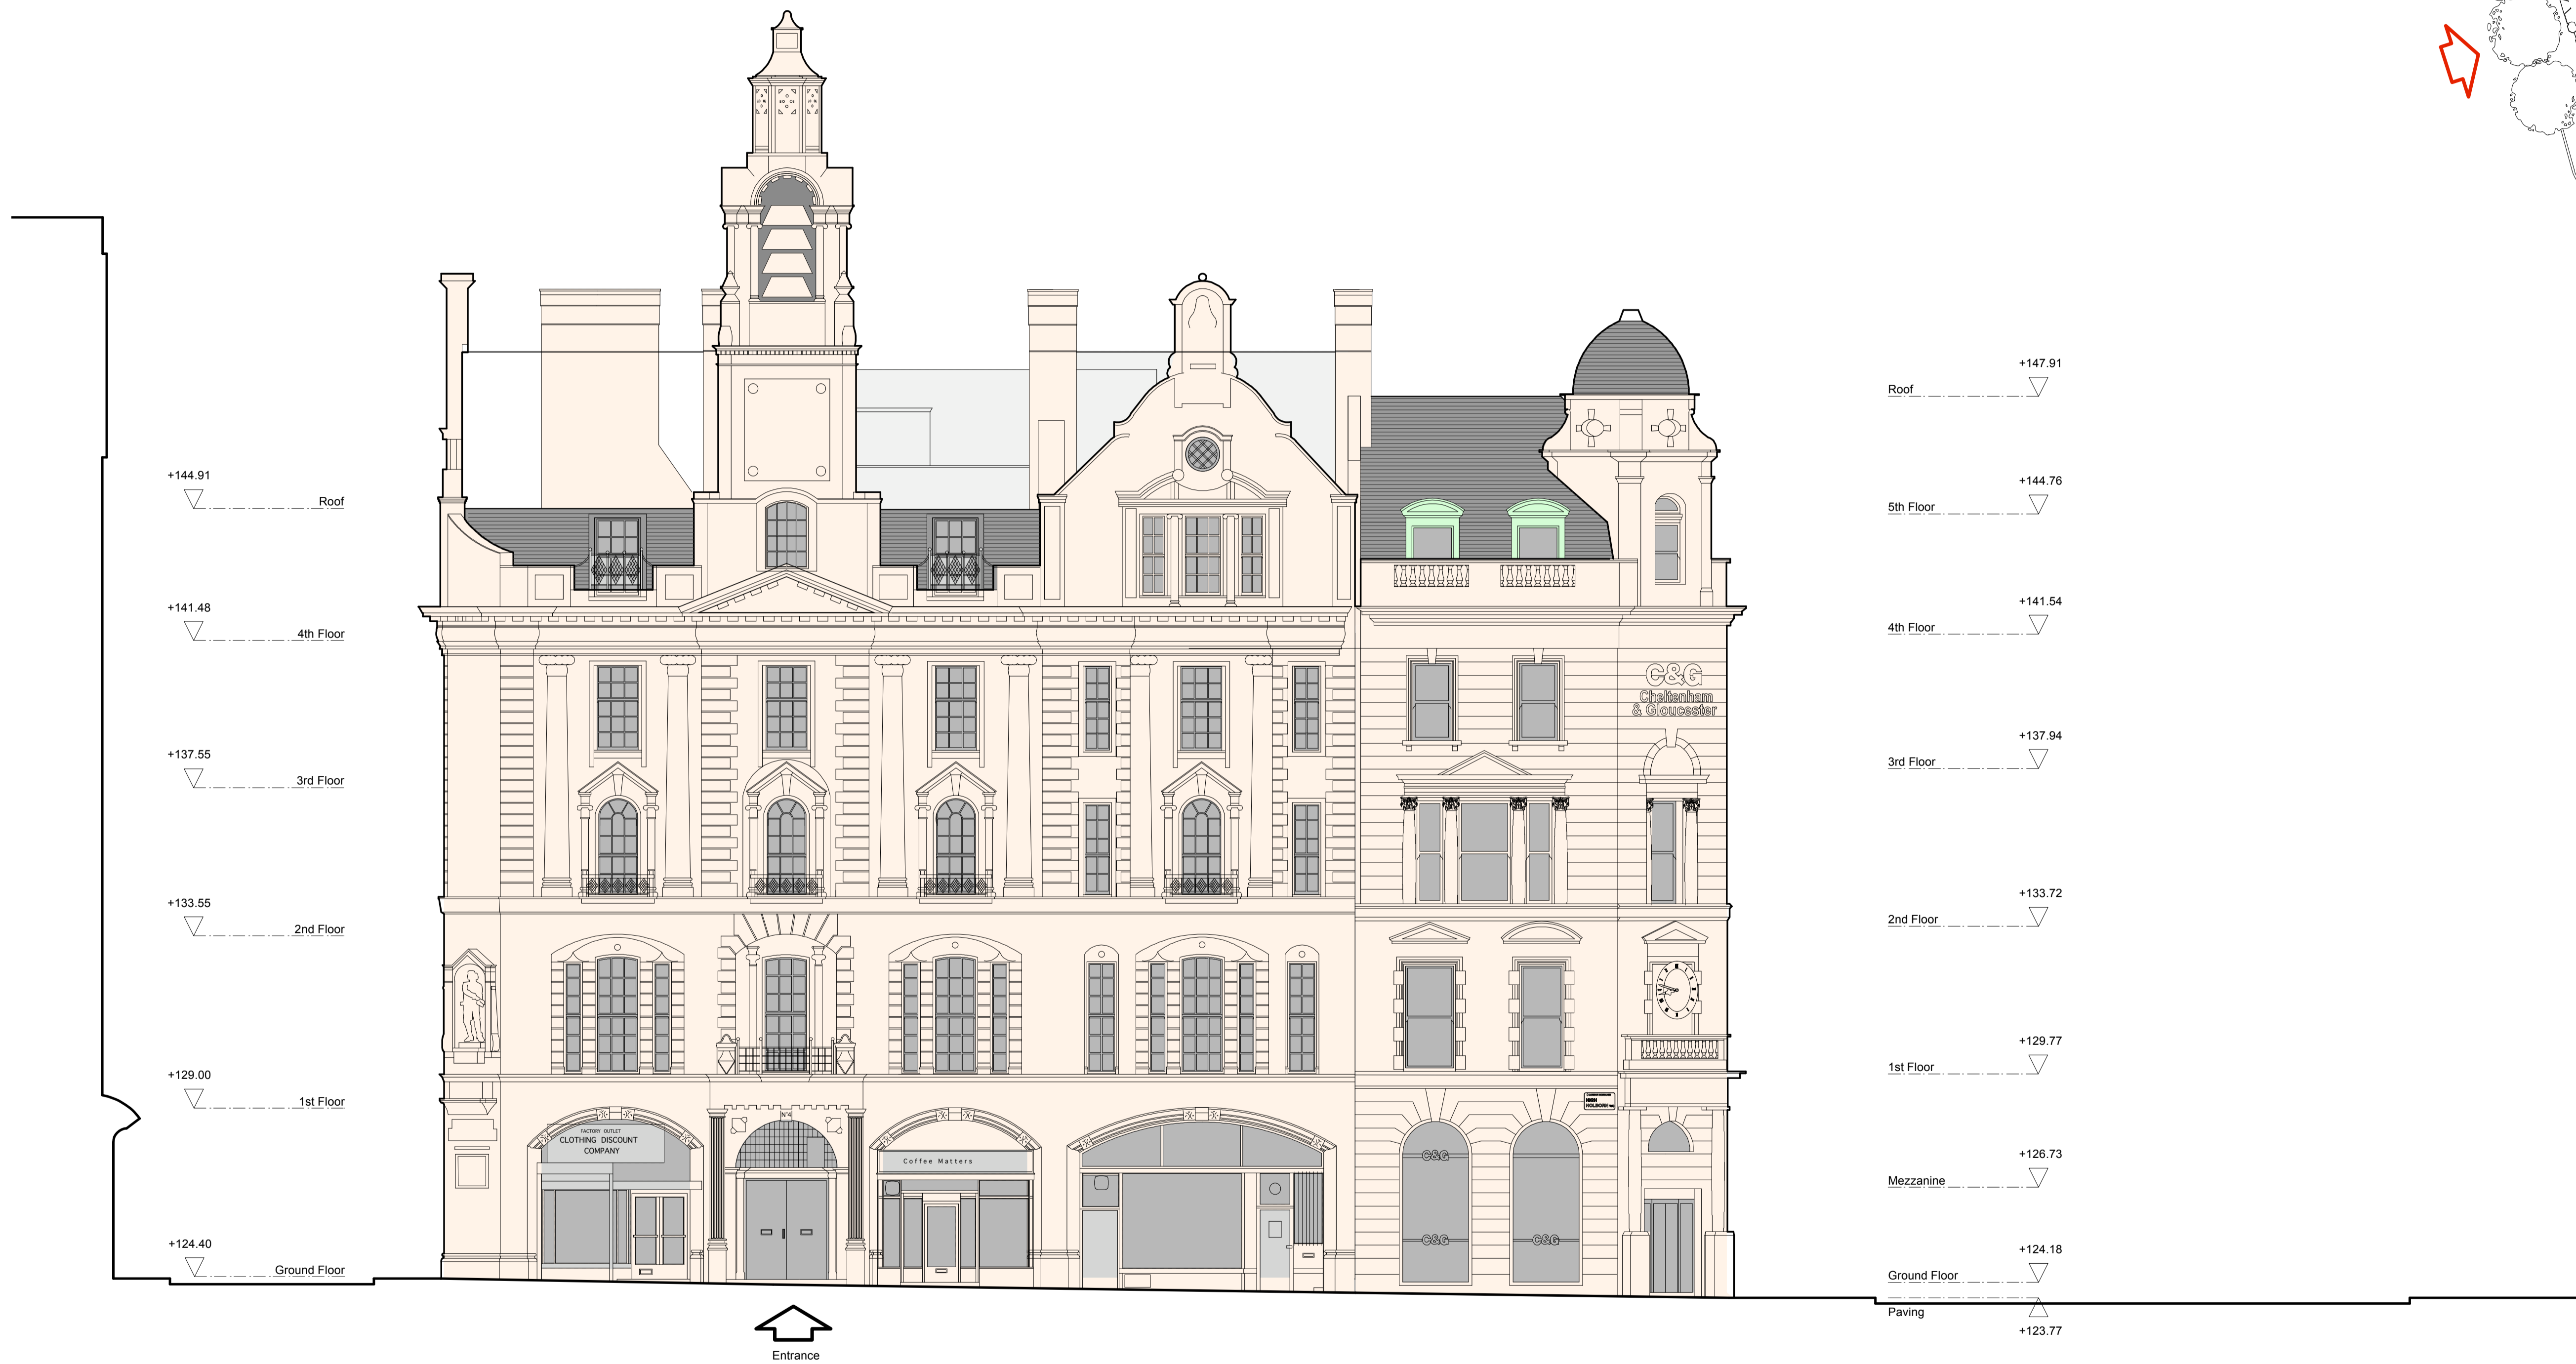 +147.91
Roof
+144.91
Roof
+144.76
5th Floor
+141.48
4th Floor
+141.54
4th Floor
C&G
Cheltenham
& Gloucester
+137.55
3rd Floor
+137.94
3rd Floor
+133.55
2nd Floor
+133.72
2nd Floor
+129.77
1st Floor
+129.00
1st Floor
HIGH
HOLBORN
N°4
FACTORY OUTLET
CLOTHING DISCOUNT
COMPANY
Coffee Matters
C&G
+126.73
Mezzanine
C&G
C&G
+124.40
Ground Floor
+124.18
Ground Floor
Paving
+123.77
Entrance